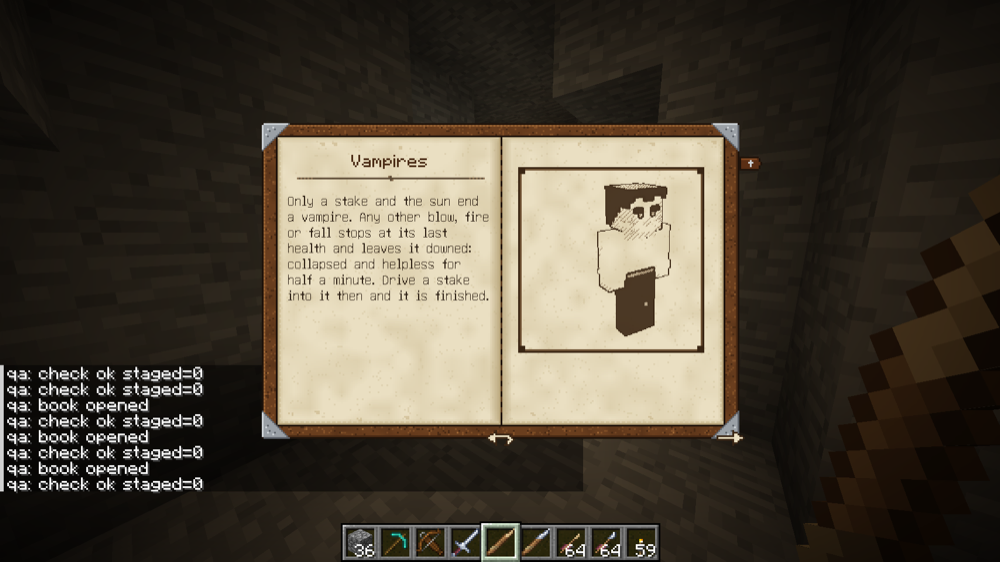 Vampires
Only a stake and the sun end
a vampire. Any other blow, fire
or fall stops at its last
health and leaves it downed:
collapsed and helpless for
half a minute. Drive a stake
into it then and it is finished.
qa: check ok staged=0
qa: check ok staged=0
qa: book opened
qa: check ok staged=0
qa: book opened
qa: check ok staged=0
qa: book opened
qa: check ok staged=0
36 64 64 59